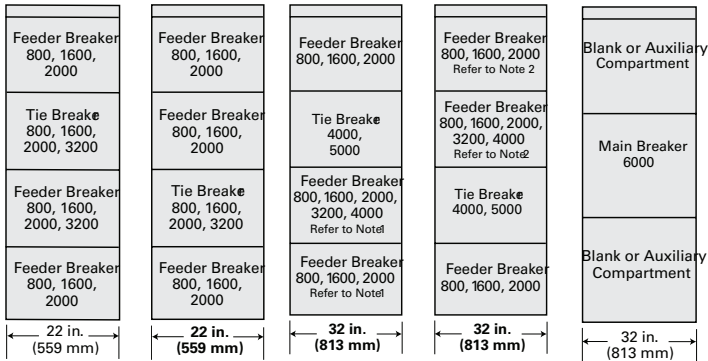 Feeder Breaker
800, 1600,
2000
Tie Breaker
800, 1600,
2000, 3200
Feeder Breaker
800, 1600,
2000, 3200
Feeder Breaker
800, 1600,
2000
22 in.
(559 mm)
Feeder Breaker
800, 1600,
2000
Feeder Breaker
800, 1600,
2000
Tie Breaker
800, 1600,
2000, 3200
Feeder Breaker
800, 1600,
2000
22 in.
(559 mm)
Feeder Breaker
800, 1600, 2000
Tie Breaker
4000,
5000
Feeder Breaker
800, 1600, 2000,
3200, 4000
Refer to Note1
Feeder Breaker
800, 1600, 2000
Refer to Note1
32 in.
(813 mm)
Feeder Breaker
800, 1600, 2000
Refer to Note 2
Feeder Breaker
800, 1600, 2000,
3200, 4000
Refer to Note2
Tie Breaker
4000, 5000
Feeder Breaker
800, 1600, 2000
32 in.
(813 mm)
Blank or Auxiliary
Compartment
Main Breaker
6000
Blank or Auxiliary
Compartment
32 in.
(813 mm)